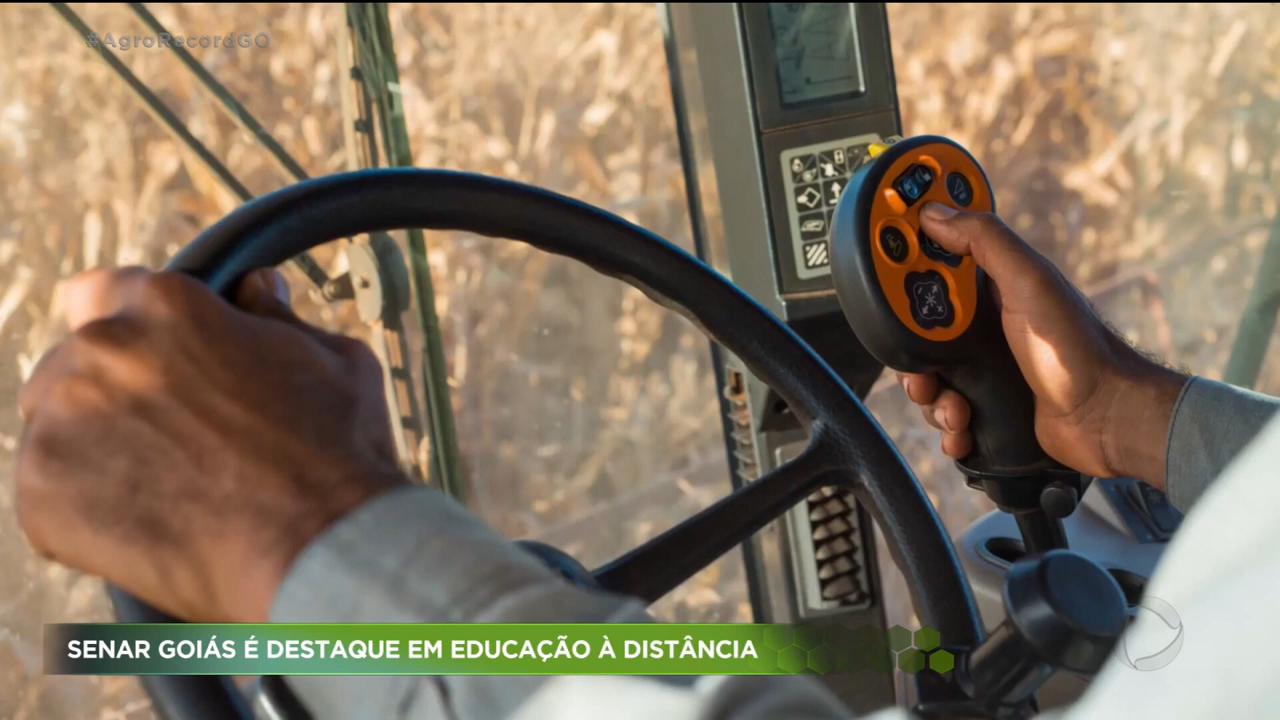 #AgroRecordGO
SENAR GOIÁS É DESTAQUE EM EDUCAÇÃO À DISTÂNCIA